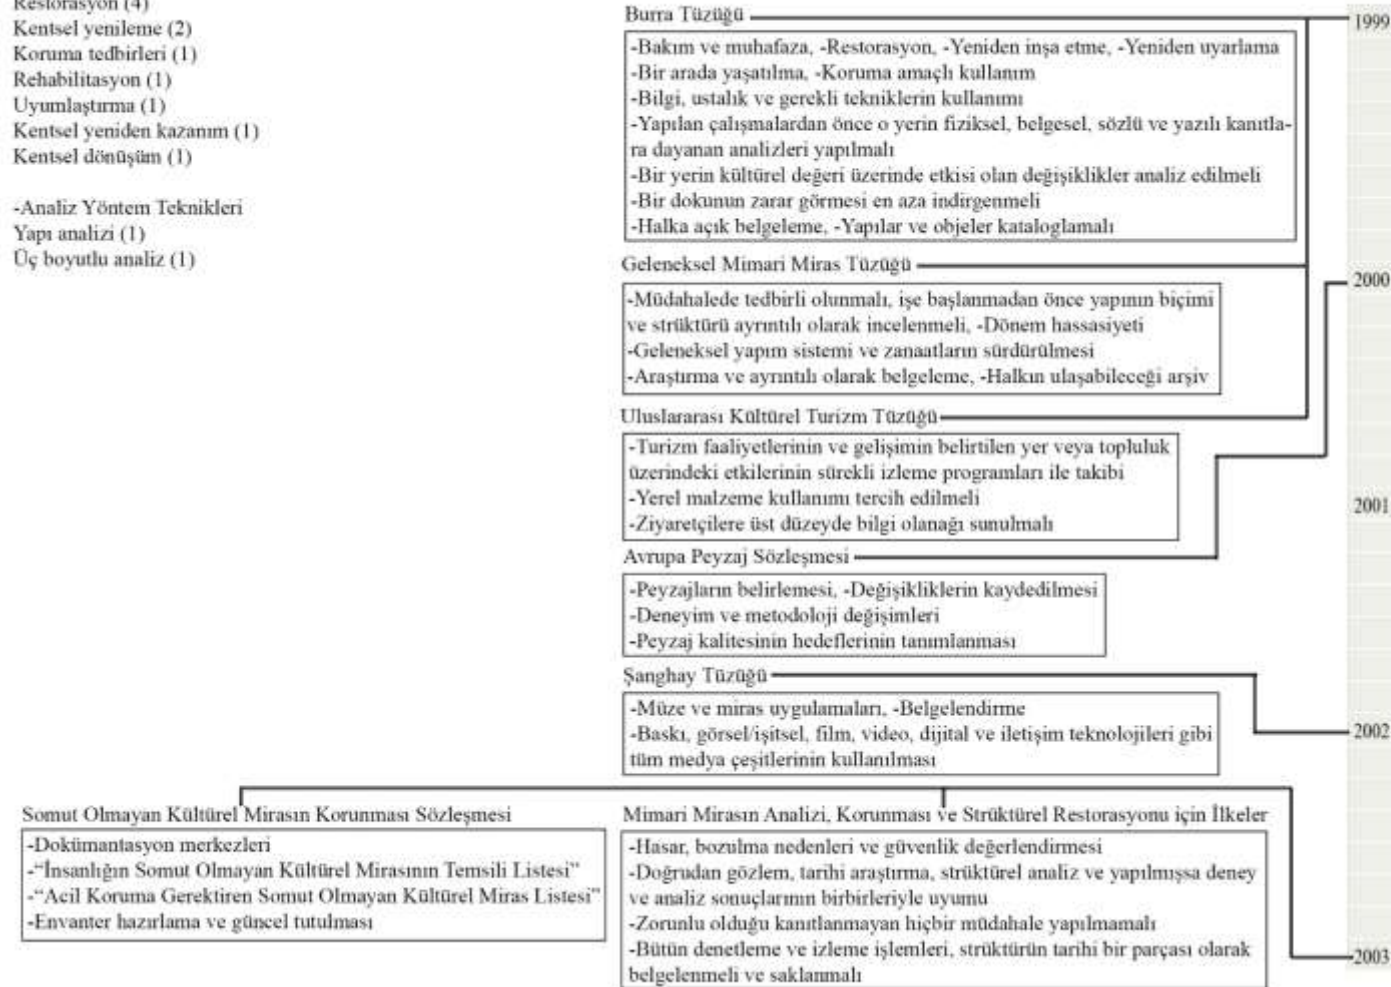 Restorasyon (4)
Kentsel yenileme (2)
Koruma tedbirleri (1)
Rehabilitasyon (1)
Uyumlaştırma (1)
Kentsel yeniden kazanım (1)
Kentsel dönüşüm (1)
-Analiz Yöntem Teknikleri
Yapı analizi (1)
Üç boyutlu analiz (1)
Burra Tüzüğü
1999
-Bakım ve muhafaza, -Restorasyon, -Yeniden inşa etme, -Yeniden uyarlama
-Bir arada yaşatılma, -Koruma amaçlı kullanım
-Bilgi, ustalık ve gerekli tekniklerin kullanımı
-Yapılan çalışmalardan önce o yerin fiziksel, belgesel, sözlü ve yazılı kanıtla-
ra dayanan analizleri yapılmalı
-Bir yerin kültürel değeri üzerinde etkisi olan değişiklikler analiz edilmeli
-Bir dokunun zarar görmesi en aza indirgenmeli
-Halka açık belgeleme, -Yapılar ve objeler kataloglamalı
Geleneksel Mimari Miras Tüzüğü
2000
-Müdahalede tedbirli olunmalı, işe başlanmadan önce yapının biçimi
ve strüktürü ayrıntılı olarak incelenmeli, -Dönem hassasiyeti
-Geleneksel yapım sistemi ve zanaatların sürdürülmesi
-Araştırma ve ayrıntılı olarak belgeleme, -Halkın ulaşabileceği arşiv
Uluslararası Kültürel Turizm Tüzüğü
-Turizm faaliyetlerinin ve gelişimin belirtilen yer veya topluluk
üzerindeki etkilerinin sürekli izleme programları ile takibi
-Yerel malzeme kullanımı tercih edilmeli
-Ziyaretçilere üst düzeyde bilgi olanağı sunulmalı
2001
Avrupa Peyzaj Sözleşmesi
-Peyzajların belirlemesi, -Değişikliklerin kaydedilmesi
-Deneyim ve metodoloji değişimleri
-Peyzaj kalitesinin hedeflerinin tanımlanması
Şanghay Tüzüğü
-Müze ve miras uygulamaları, -Belgelendirme
-Baskı, görsel/işitsel, film, video, dijital ve iletişim teknolojileri gibi
tüm medya çeşitlerinin kullanılması
2002
Somut Olmayan Kültürel Mirasın Korunması Sözleşmesi
-Dokümantasyon merkezleri
-“İnsanlığın Somut Olmayan Kültürel Mirasının Temsili Listesi”
-“Acil Koruma Gerektiren Somut Olmayan Kültürel Miras Listesi”
-Envanter hazırlama ve güncel tutulması
Mimari Mirasın Analizi, Korunması ve Strüktürel Restorasyonu için İlkeler
-Hasar, bozulma nedenleri ve güvenlik değerlendirmesi
-Doğrudan gözlem, tarihi araştırma, strüktürel analiz ve yapılmışsa deney
ve analiz sonuçlarının birbirleriyle uyumu
-Zorunlu olduğu kanıtlanmayan hiçbir müdahale yapılmamalı
-Bütün denetleme ve izleme işlemleri, strüktürün tarihi bir parçası olarak
belgelenmeli ve saklanmalı
2003